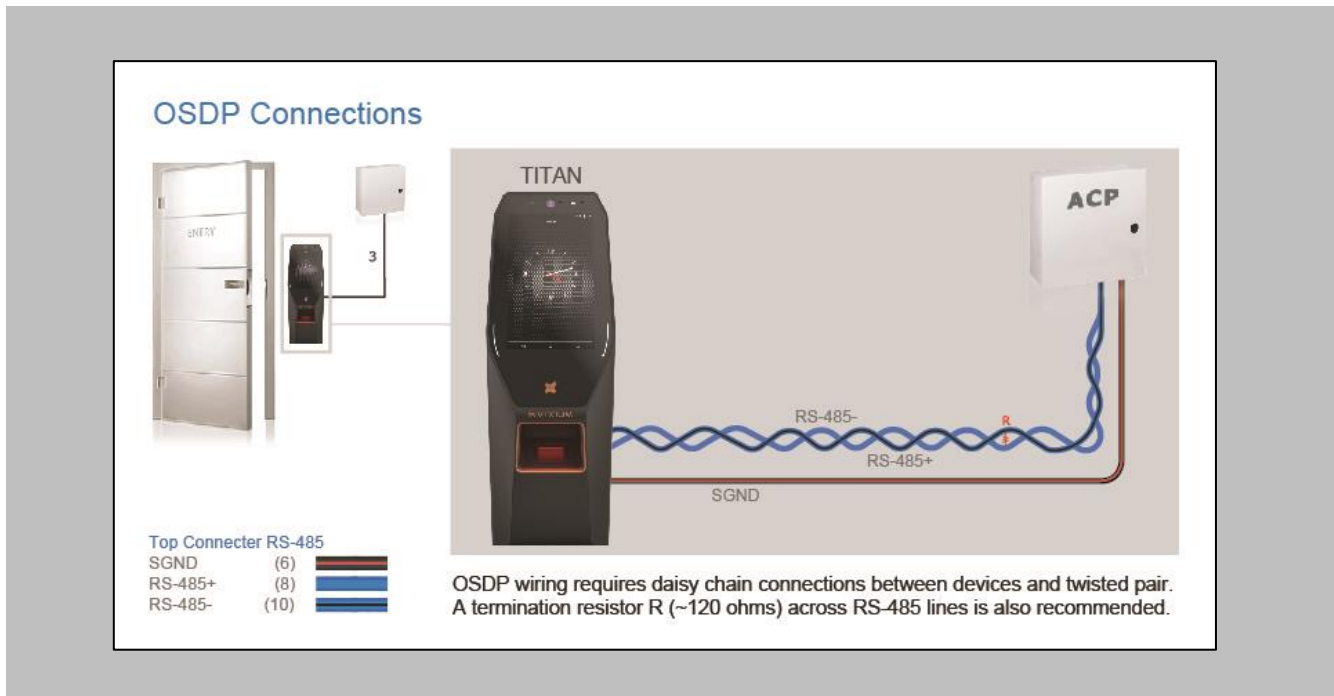 OSDP Connections
TITAN
ACP
3
RS-485-
R
RS-485+
SGND
Top Connecter RS-485
SGND (6)
RS-485+ (8)
RS-485- (10)
OSDP wiring requires daisy chain connections between devices and twisted pair.
A termination resistor R (~120 ohms) across RS-485 lines is also recommended.